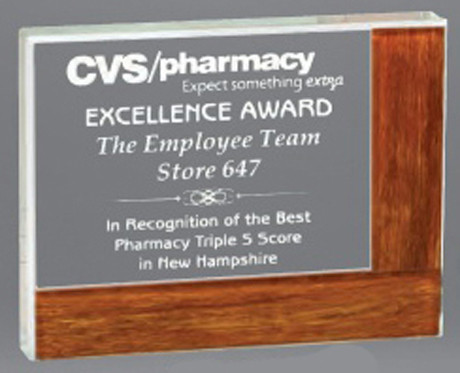 CVS/pharmacy
Expect something extra
EXCELLENCE AWARD
The Employee Team
Store 647
In Recognition of the Best
Pharmacy Triple S Score
in New Hampshire